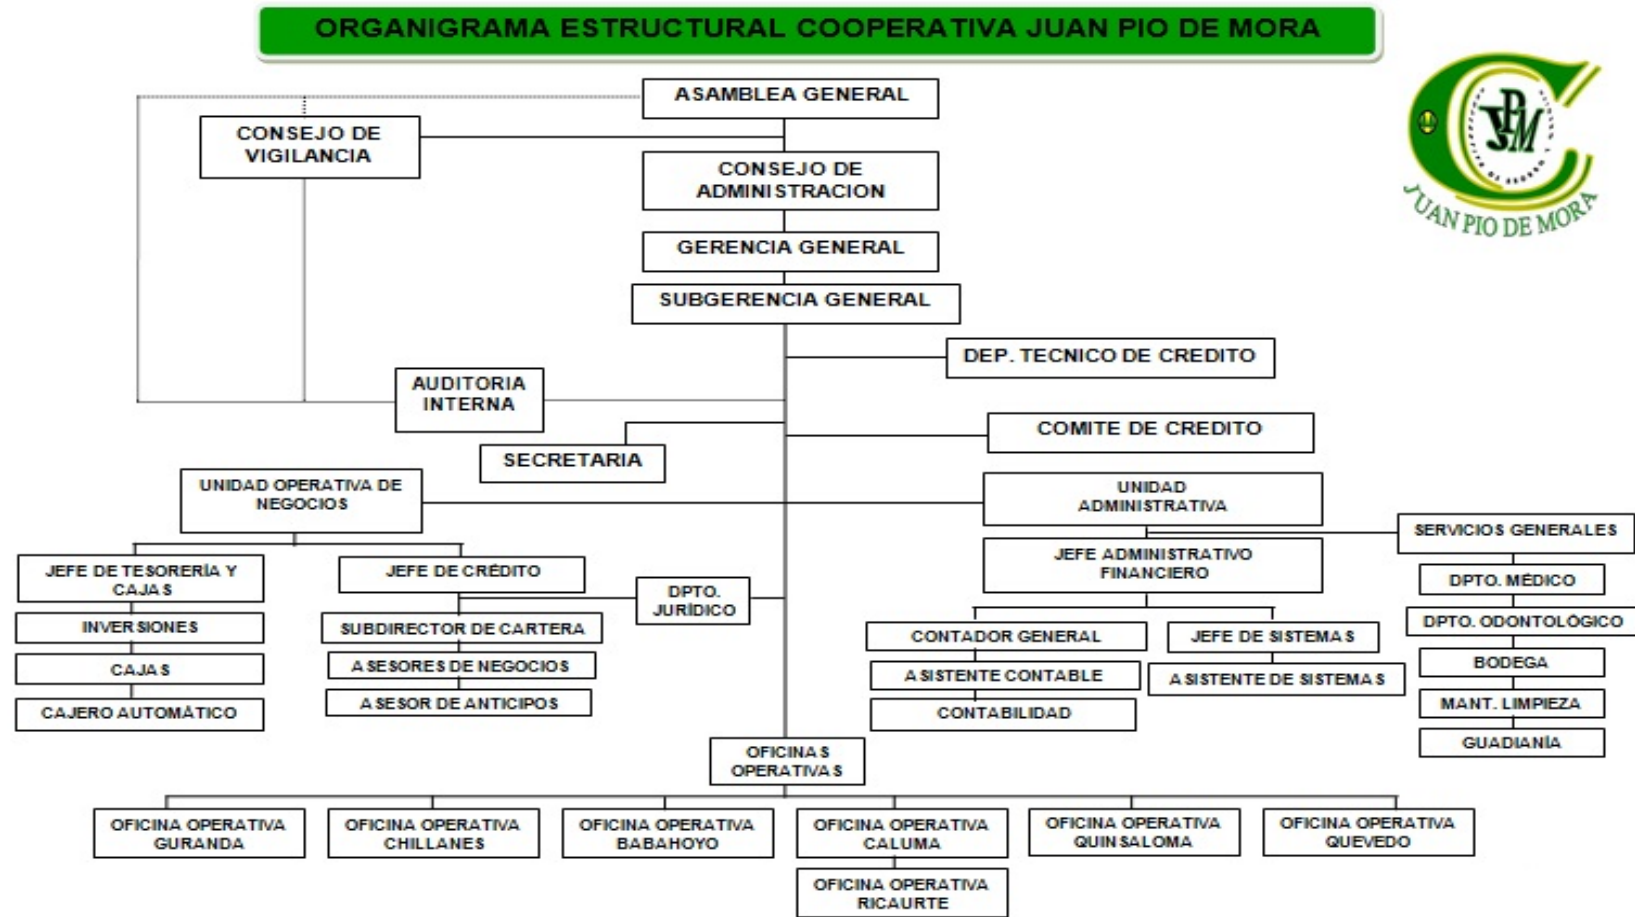 ORGANIGRAMA ESTRUCTURAL COOPERATIVA JUAN PIO DE MORA
JPM
JUAN PIO DE MORA
ASAMBLEA GENERAL
CONSEJO DE
VIGILANCIA
CONSEJO DE
ADMINISTRACION
GERENCIA GENERAL
SUBGERENCIA GENERAL
DEP. TECNICO DE CREDITO
AUDITORIA
INTERNA
COMITE DE CREDITO
SECRETARIA
UNIDAD OPERATIVA DE
NEGOCIOS
UNIDAD
ADMINISTRATIVA
SERVICIOS GENERALES
JEFE DE TESORERÍA Y
CAJAS
JEFE DE CRÉDITO
DPTO.
JURÍDICO
JEFE ADMINISTRATIVO
FINANCIERO
DPTO. MÉDICO
INVERSIONES
SUBDIRECTOR DE CARTERA
CONTADOR GENERAL
JEFE DE SISTEMAS
DPTO. ODONTOLÓGICO
CAJAS
ASESORES DE NEGOCIOS
ASISTENTE CONTABLE
ASISTENTE DE SISTEMAS
BODEGA
CAJERO AUTOMÁTICO
ASESOR DE ANTICIPOS
CONTABILIDAD
MANT. LIMPIEZA
GUADIANÍA
OFICINAS
OPERATIVAS
OFICINA OPERATIVA
GURANDA
OFICINA OPERATIVA
CHILLANES
OFICINA OPERATIVA
BABAHOYO
OFICINA OPERATIVA
CALUMA
OFICINA OPERATIVA
QUINSALOMA
OFICINA OPERATIVA
QUEVEDO
OFICINA OPERATIVA
RICAURTE